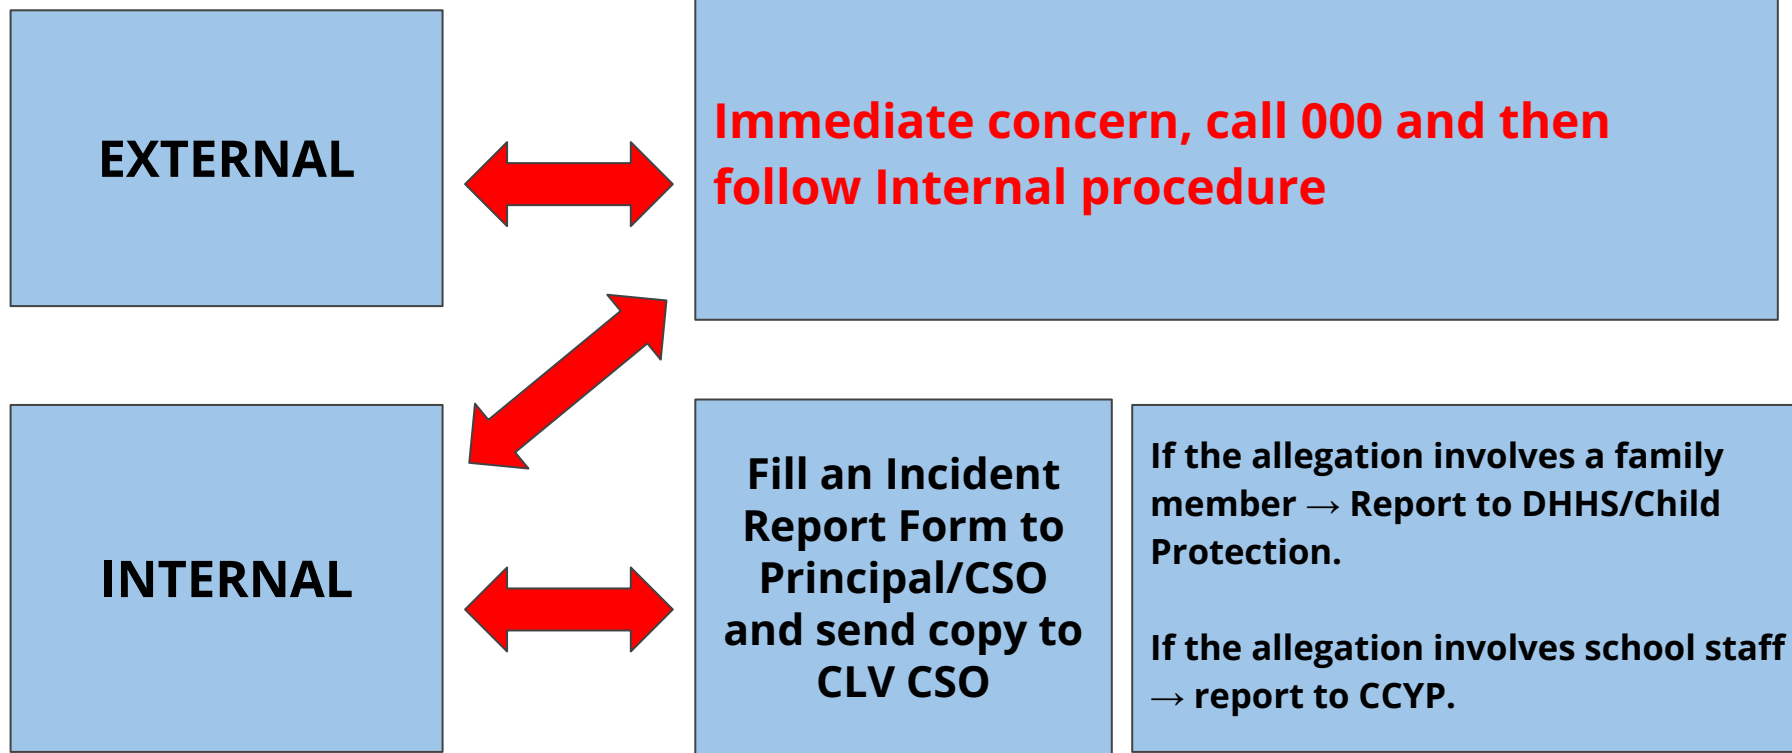 EXTERNAL
Immediate concern, call 000 and then
follow Internal procedure
INTERNAL
Fill an Incident
Report Form to
Principal/CSO
and send copy to
CLV CSO
If the allegation involves a family
member → Report to DHHS/Child
Protection.
If the allegation involves school staff
→ report to CCYP.